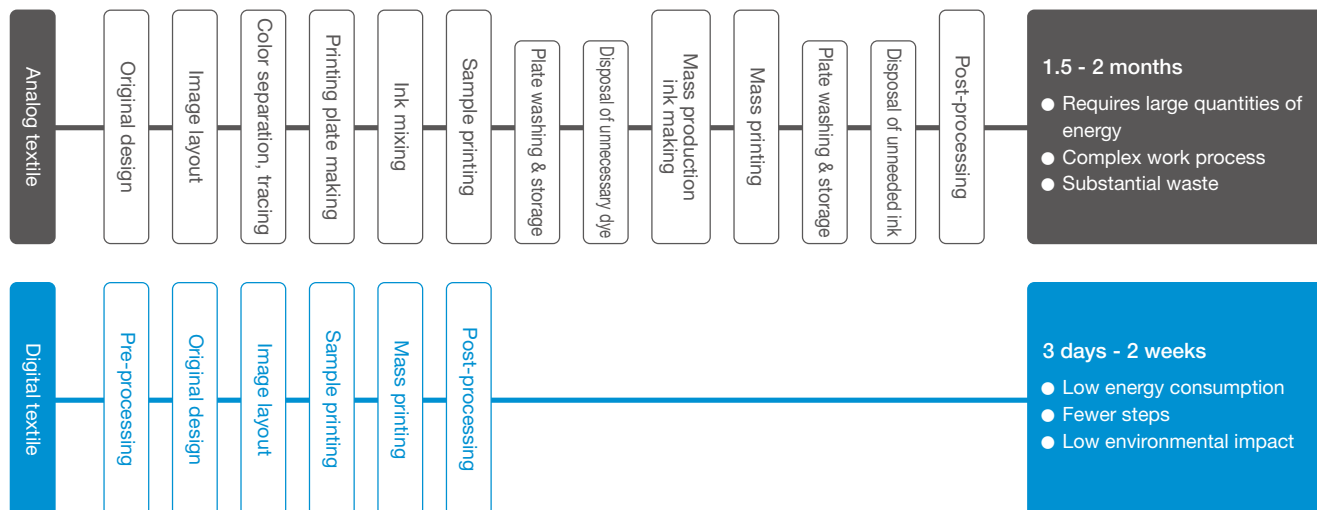 Analog textile
Original design
Image layout
Color separation, tracing
Printing plate making
Ink mixing
Sample printing
Plate washing & storage
Disposal of unnecessary dye
Mass production
ink making
Mass printing
Plate washing & storage
Disposal of unneeded ink
Post-processing
1.5 - 2 months
● Requires large quantities of
energy
● Complex work process
● Substantial waste
Digital textile
Pre-processing
Original design
Image layout
Sample printing
Mass printing
Post-processing
3 days - 2 weeks
● Low energy consumption
● Fewer steps
● Low environmental impact